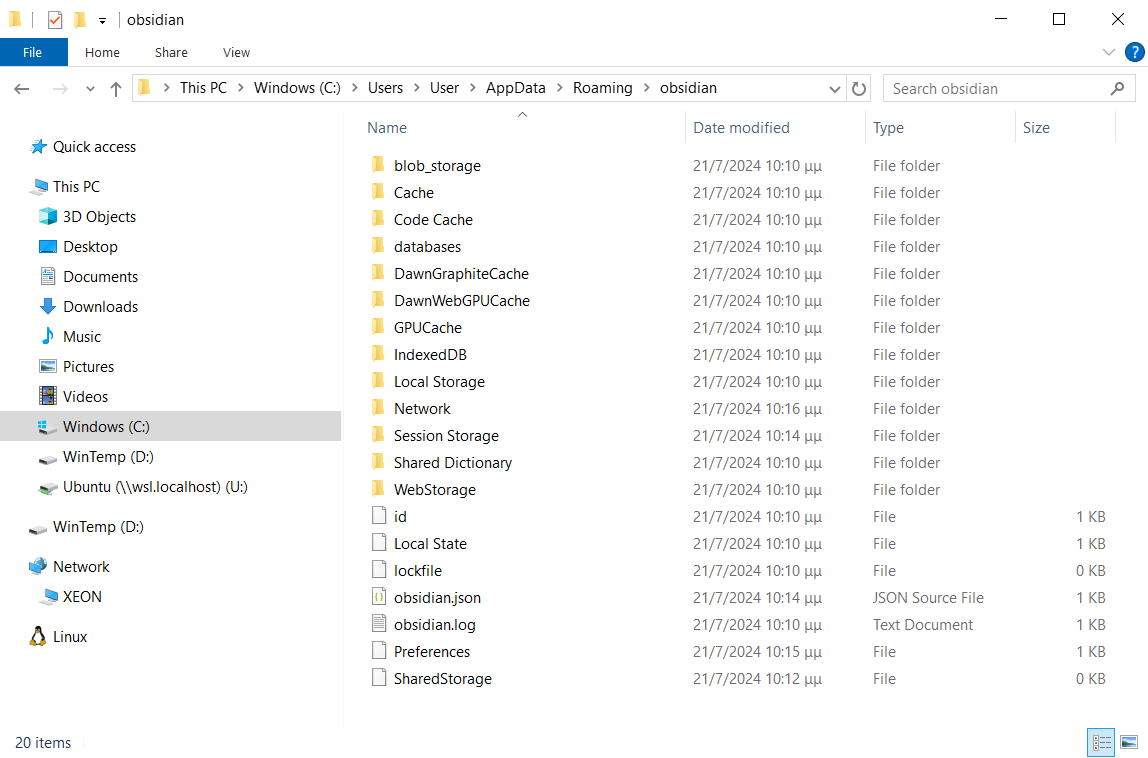 obsidian
File Home Share View
This PC Windows (C:) Users User AppData Roaming obsidian Search obsidian
Name Date modified Type Size
Quick access
This PC
3D Objects
Desktop
Documents
Downloads
Music
Pictures
Videos
Windows (C:)
WinTemp (D:)
Ubuntu (\\wsl.localhost) (U:)
WinTemp (D:)
Network
XEON
Linux
blob_storage 21/7/2024 10:10 μμ File folder
Cache 21/7/2024 10:10 μμ File folder
Code Cache 21/7/2024 10:10 μμ File folder
databases 21/7/2024 10:10 μμ File folder
DawnGraphiteCache 21/7/2024 10:10 μμ File folder
DawnWebGPUCache 21/7/2024 10:10 μμ File folder
GPUCache 21/7/2024 10:10 μμ File folder
IndexedDB 21/7/2024 10:10 μμ File folder
Local Storage 21/7/2024 10:10 μμ File folder
Network 21/7/2024 10:16 μμ File folder
Session Storage 21/7/2024 10:14 μμ File folder
Shared Dictionary 21/7/2024 10:10 μμ File folder
WebStorage 21/7/2024 10:10 μμ File folder
id 21/7/2024 10:10 μμ File 1 KB
Local State 21/7/2024 10:10 μμ File 1 KB
lockfile 21/7/2024 10:10 μμ File 0 KB
obsidian.json 21/7/2024 10:14 μμ JSON Source File 1 KB
obsidian.log 21/7/2024 10:10 μμ Text Document 1 KB
Preferences 21/7/2024 10:15 μμ File 1 KB
SharedStorage 21/7/2024 10:12 μμ File 0 KB
20 items